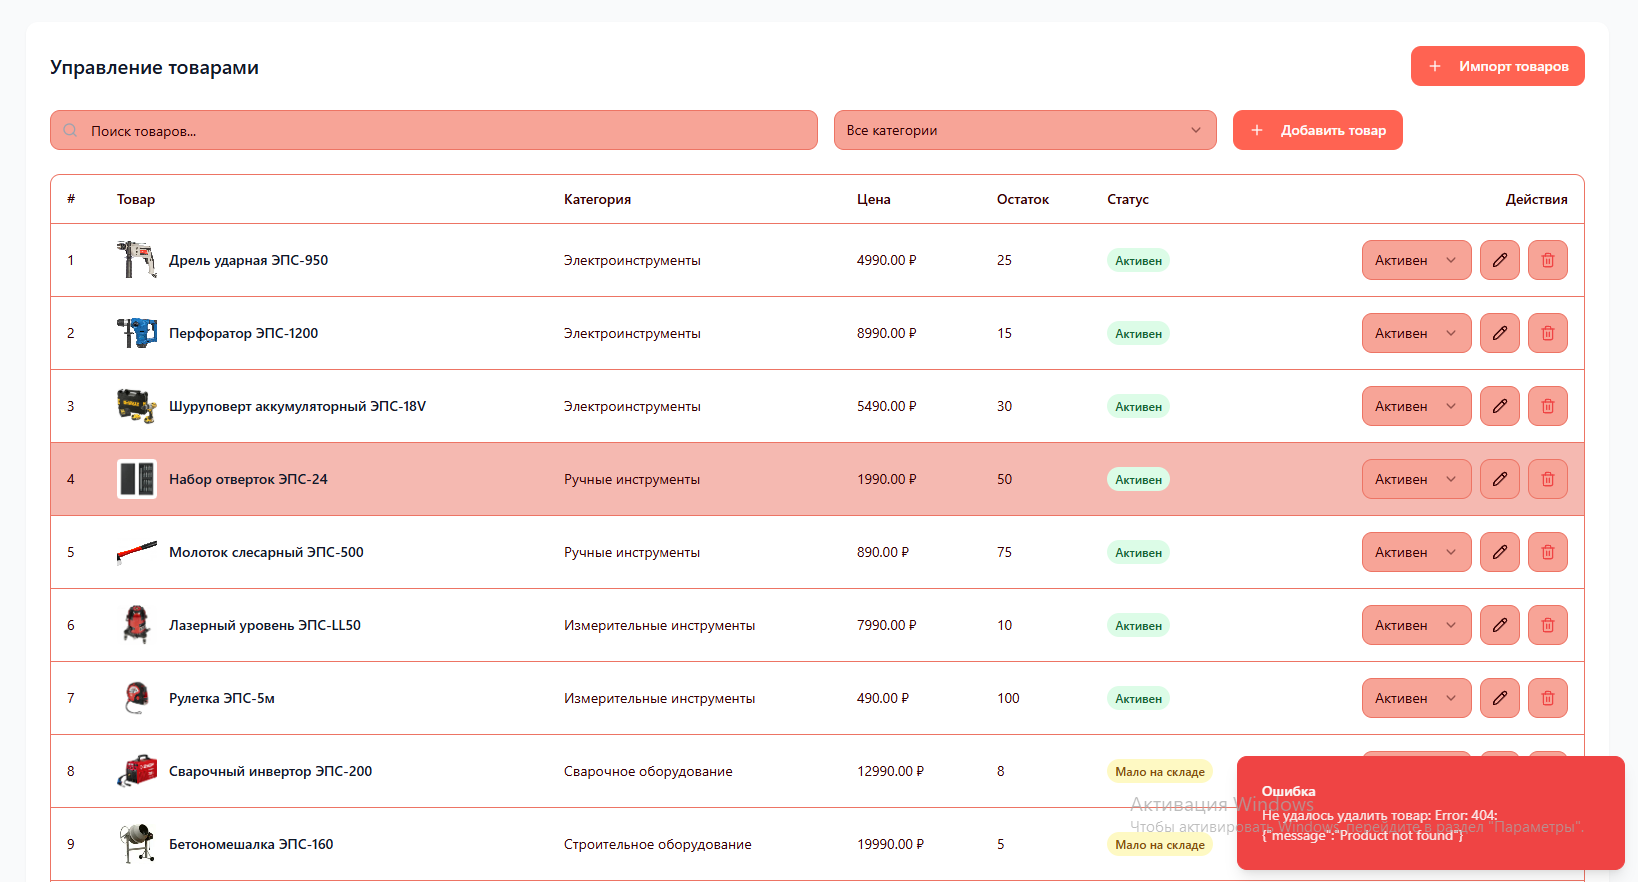 Управление товарами
+ Импорт товаров
Поиск товаров...
Все категории
+ Добавить товар
# Товар Категория Цена Остаток Статус Действия
1 Дрель ударная ЭПС-950 Электроинструменты 4990.00 ₽ 25 Активен Активен
2 Перфоратор ЭПС-1200 Электроинструменты 8990.00 ₽ 15 Активен Активен
3 Шуруповерт аккумуляторный ЭПС-18V Электроинструменты 5490.00 ₽ 30 Активен Активен
4 Набор отверток ЭПС-24 Ручные инструменты 1990.00 ₽ 50 Активен Активен
5 Молоток слесарный ЭПС-500 Ручные инструменты 890.00 ₽ 75 Активен Активен
6 Лазерный уровень ЭПС-LL50 Измерительные инструменты 7990.00 ₽ 10 Активен Активен
7 Рулетка ЭПС-5м Измерительные инструменты 490.00 ₽ 100 Активен Активен
8 Сварочный инвертор ЭПС-200 Сварочное оборудование 12990.00 ₽ 8 Мало на складе
9 Бетономешалка ЭПС-160 Строительное оборудование 19990.00 ₽ 5 Мало на складе
Ошибка
Не удалось удалить товар: Error: 404:
{"message":"Product not found"}
Активация Windows
Чтобы активировать Windows, перейдите в раздел "Параметры".